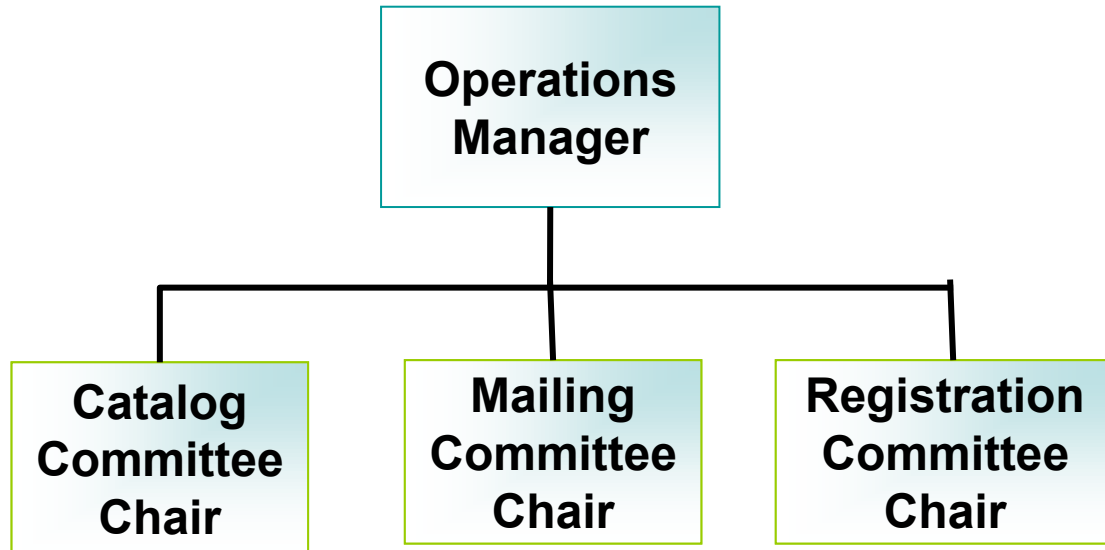 Operations
Manager
Catalog
Committee
Chair
Mailing
Committee
Chair
Registration
Committee
Chair